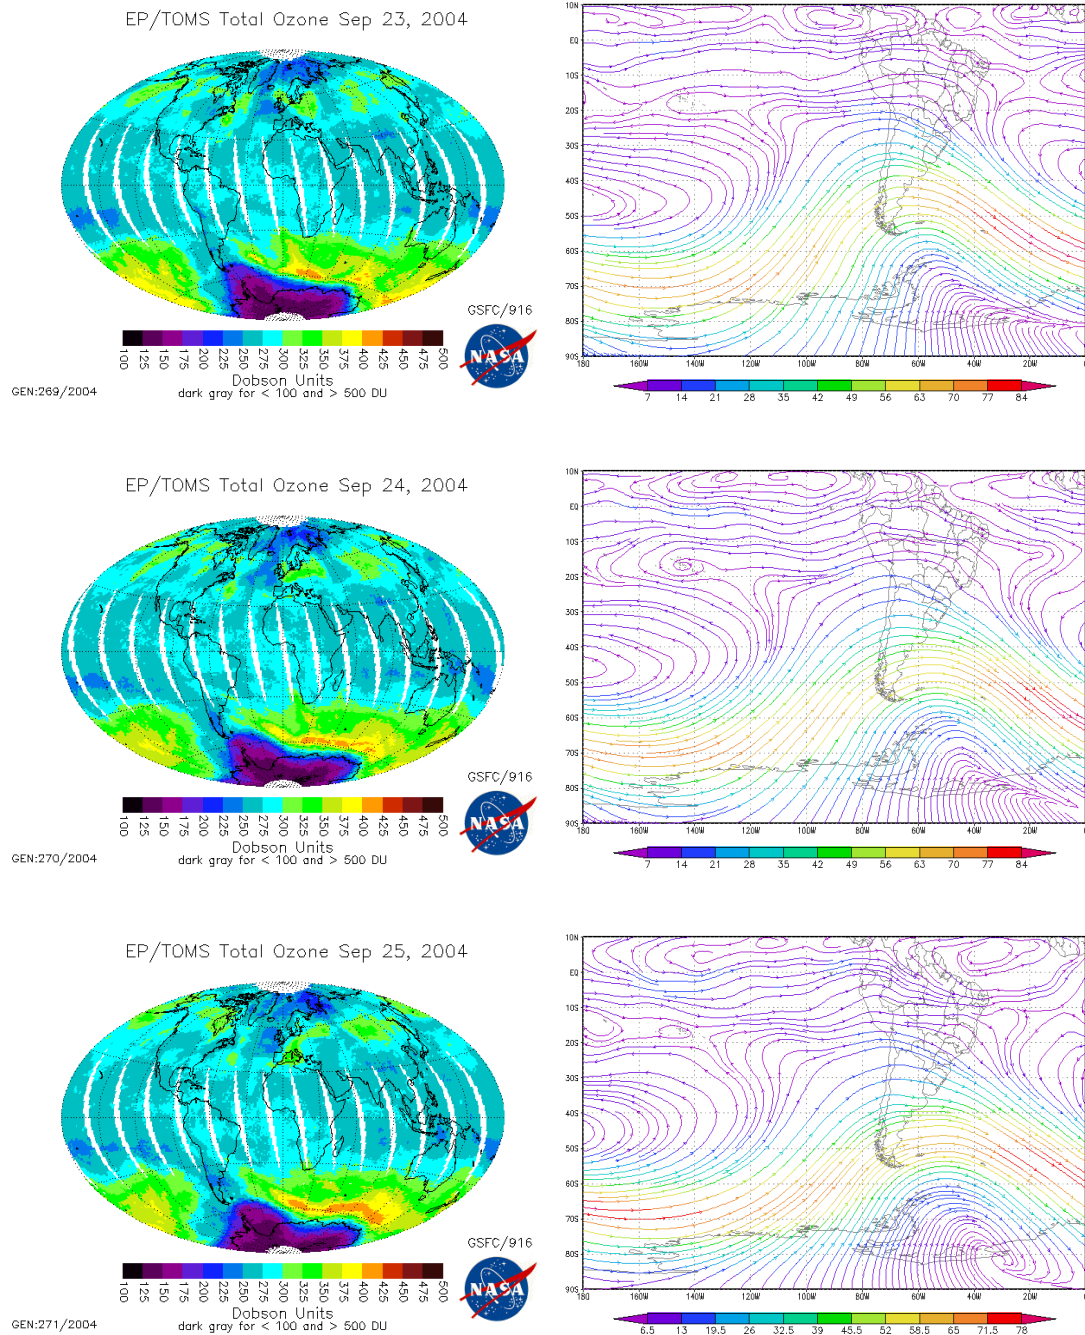 EP/TOMS Total Ozone Sep 23, 2004
GSFC/916
NASA
100 125 150 175 200 225 250 275 300 325 350 375 400 425 450 475 500
Dobson Units
dark gray for < 100 and > 500 DU
GEN:269/2004
10N
EQ
10S
20S
30S
40S
50S
60S
70S
80S
90S
180 160W 140W 120W 100W 80W 60W 40W 20W 0
7 14 21 28 35 42 49 56 63 70 77 84
EP/TOMS Total Ozone Sep 24, 2004
GSFC/916
NASA
100 125 150 175 200 225 250 275 300 325 350 375 400 425 450 475 500
Dobson Units
dark gray for < 100 and > 500 DU
GEN:270/2004
10N
EQ
10S
20S
30S
40S
50S
60S
70S
80S
90S
180 160W 140W 120W 100W 80W 60W 40W 20W 0
7 14 21 28 35 42 49 56 63 70 77 84
EP/TOMS Total Ozone Sep 25, 2004
GSFC/916
NASA
100 125 150 175 200 225 250 275 300 325 350 375 400 425 450 475 500
Dobson Units
dark gray for < 100 and > 500 DU
GEN:271/2004
10N
EQ
10S
20S
30S
40S
50S
60S
70S
80S
90S
180 160W 140W 120W 100W 80W 60W 40W 20W 0
6.5 13 19.5 26 32.5 39 45.5 52 58.5 65 71.5 78